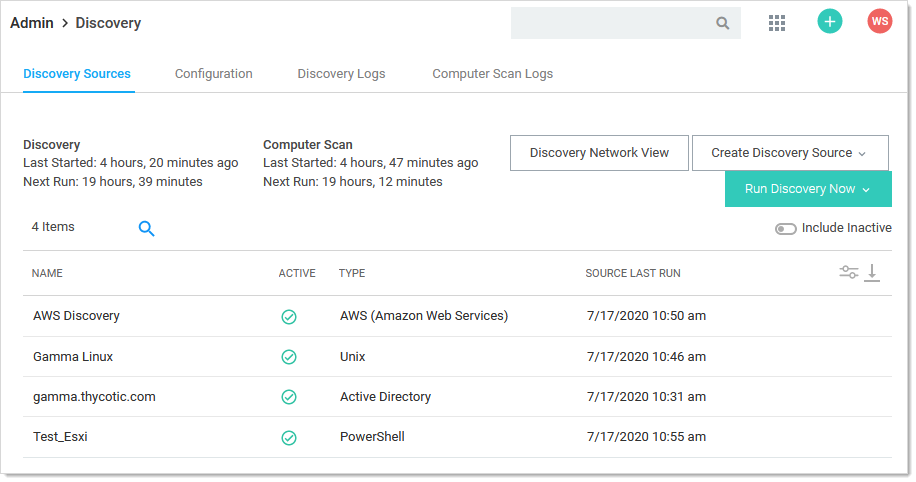 Admin > Discovery
WS
Discovery Sources Configuration Discovery Logs Computer Scan Logs
Discovery
Last Started: 4 hours, 20 minutes ago
Next Run: 19 hours, 39 minutes
Computer Scan
Last Started: 4 hours, 47 minutes ago
Next Run: 19 hours, 12 minutes
Discovery Network View
Create Discovery Source
Run Discovery Now
4 Items
Include Inactive
NAME ACTIVE TYPE SOURCE LAST RUN
AWS Discovery AWS (Amazon Web Services) 7/17/2020 10:50 am
Gamma Linux Unix 7/17/2020 10:46 am
gamma.thycotic.com Active Directory 7/17/2020 10:31 am
Test_Esxi PowerShell 7/17/2020 10:55 am